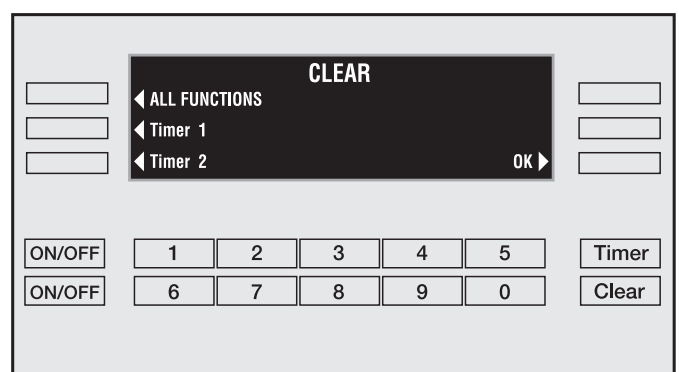 CLEAR
ALL FUNCTIONS
Timer 1
Timer 2 OK
ON/OFF 1 2 3 4 5 Timer
ON/OFF 6 7 8 9 0 Clear